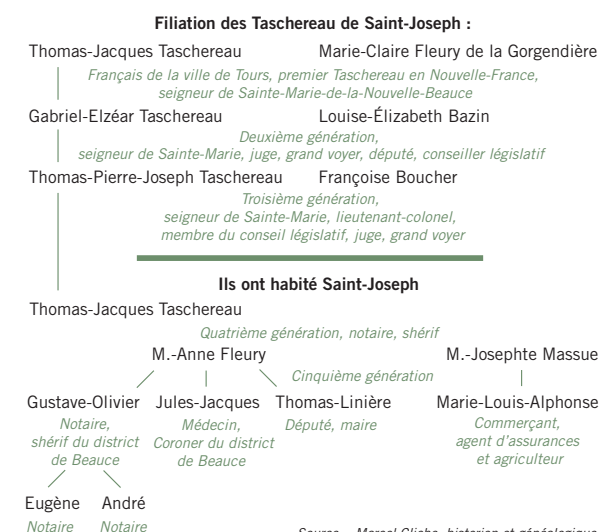 Filiation des Taschereau de Saint-Joseph :
Thomas-Jacques Taschereau Marie-Claire Fleury de la Gorgendière
Français de la ville de Tours, premier Taschereau en Nouvelle-France,
seigneur de Sainte-Marie-de-la-Nouvelle-Beauce
Gabriel-Elzéar Taschereau Louise-Élizabeth Bazin
Deuxième génération,
seigneur de Sainte-Marie, juge, grand voyer, député, conseiller législatif
Thomas-Pierre-Joseph Taschereau Françoise Boucher
Troisième génération,
seigneur de Sainte-Marie, lieutenant-colonel,
membre du conseil législatif, juge, grand voyer
Ils ont habité Saint-Joseph
Thomas-Jacques Taschereau
Quatrième génération, notaire, shérif
M.-Anne Fleury M.-Josephte Massue
Cinquième génération
Gustave-Olivier Jules-Jacques Thomas-Linière Marie-Louis-Alphonse
Notaire, Médecin, Député, maire Commerçant,
shérif du district Coroner du district agent d'assurances
de Beauce de Beauce et agriculteur
Eugène André
Notaire Notaire